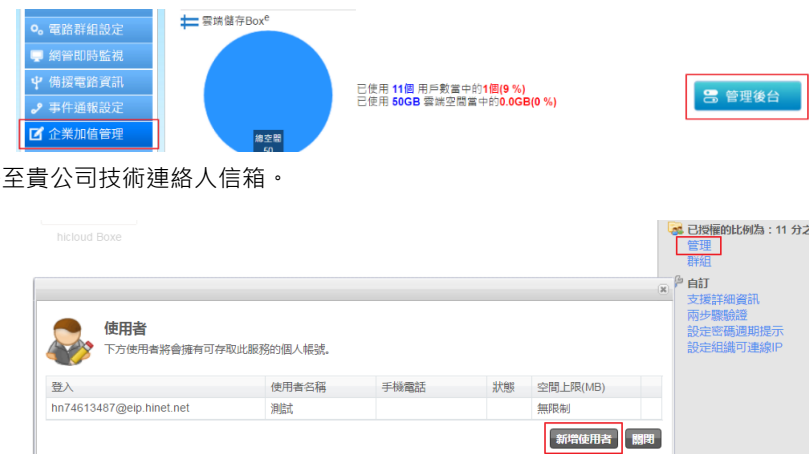 電路群組設定
網管即時監視
備援電路資訊
事件通報設定
企業加值管理
雲端儲存Boxe
已使用 11個 用戶數當中的1個(9 %)
已使用 50GB 雲端空間當中的0.0GB(0 %)
總空間
50
管理後台
至貴公司技術連絡人信箱。
hicloud Boxe
已授權的比例為：11 分之
管理
群組
自訂
支援詳細資訊
兩步驟驗證
設定密碼週期提示
設定組織可連線IP
使用者
下方使用者將會擁有可存取此服務的個人帳號。
登入 使用者名稱 手機電話 狀態 空間上限(MB)
hn74613487@eip.hinet.net 測試 無限制
新增使用者 關閉